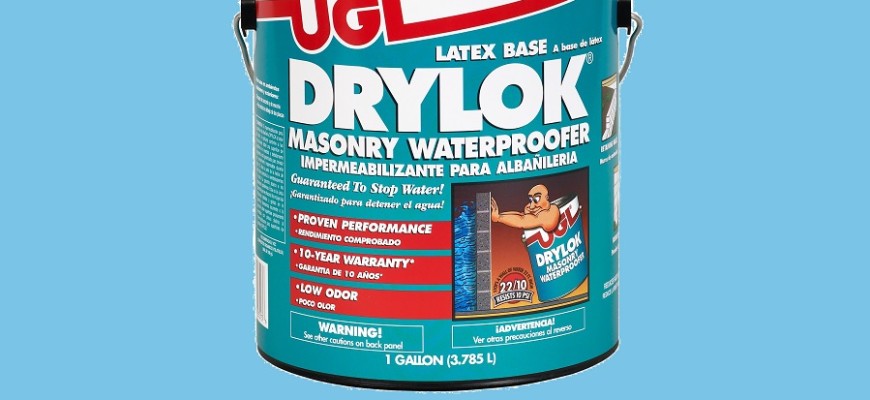 UGL
LATEX BASE A base de látex
DRYLOK®
MASONRY WATERPROOFER
IMPERMEABILIZANTE PARA ALBAÑILERIA
Guaranteed To Stop Water!
¡Garantizado para detener el agua!
• PROVEN PERFORMANCE
• RENDIMIENTO COMPROBADO
• 10-YEAR WARRANTY*
• GARANTIA DE 10 AÑOS*
• LOW ODOR
• POCO OLOR
UGL
DRYLOK
MASONRY
WATERPROOFER
22/10
RESISTS 10 PSI
WARNING!
See other cautions on back panel
¡ADVERTENCIA!
Ver otras precauciones al reverso
1 GALLON (3.785 L)